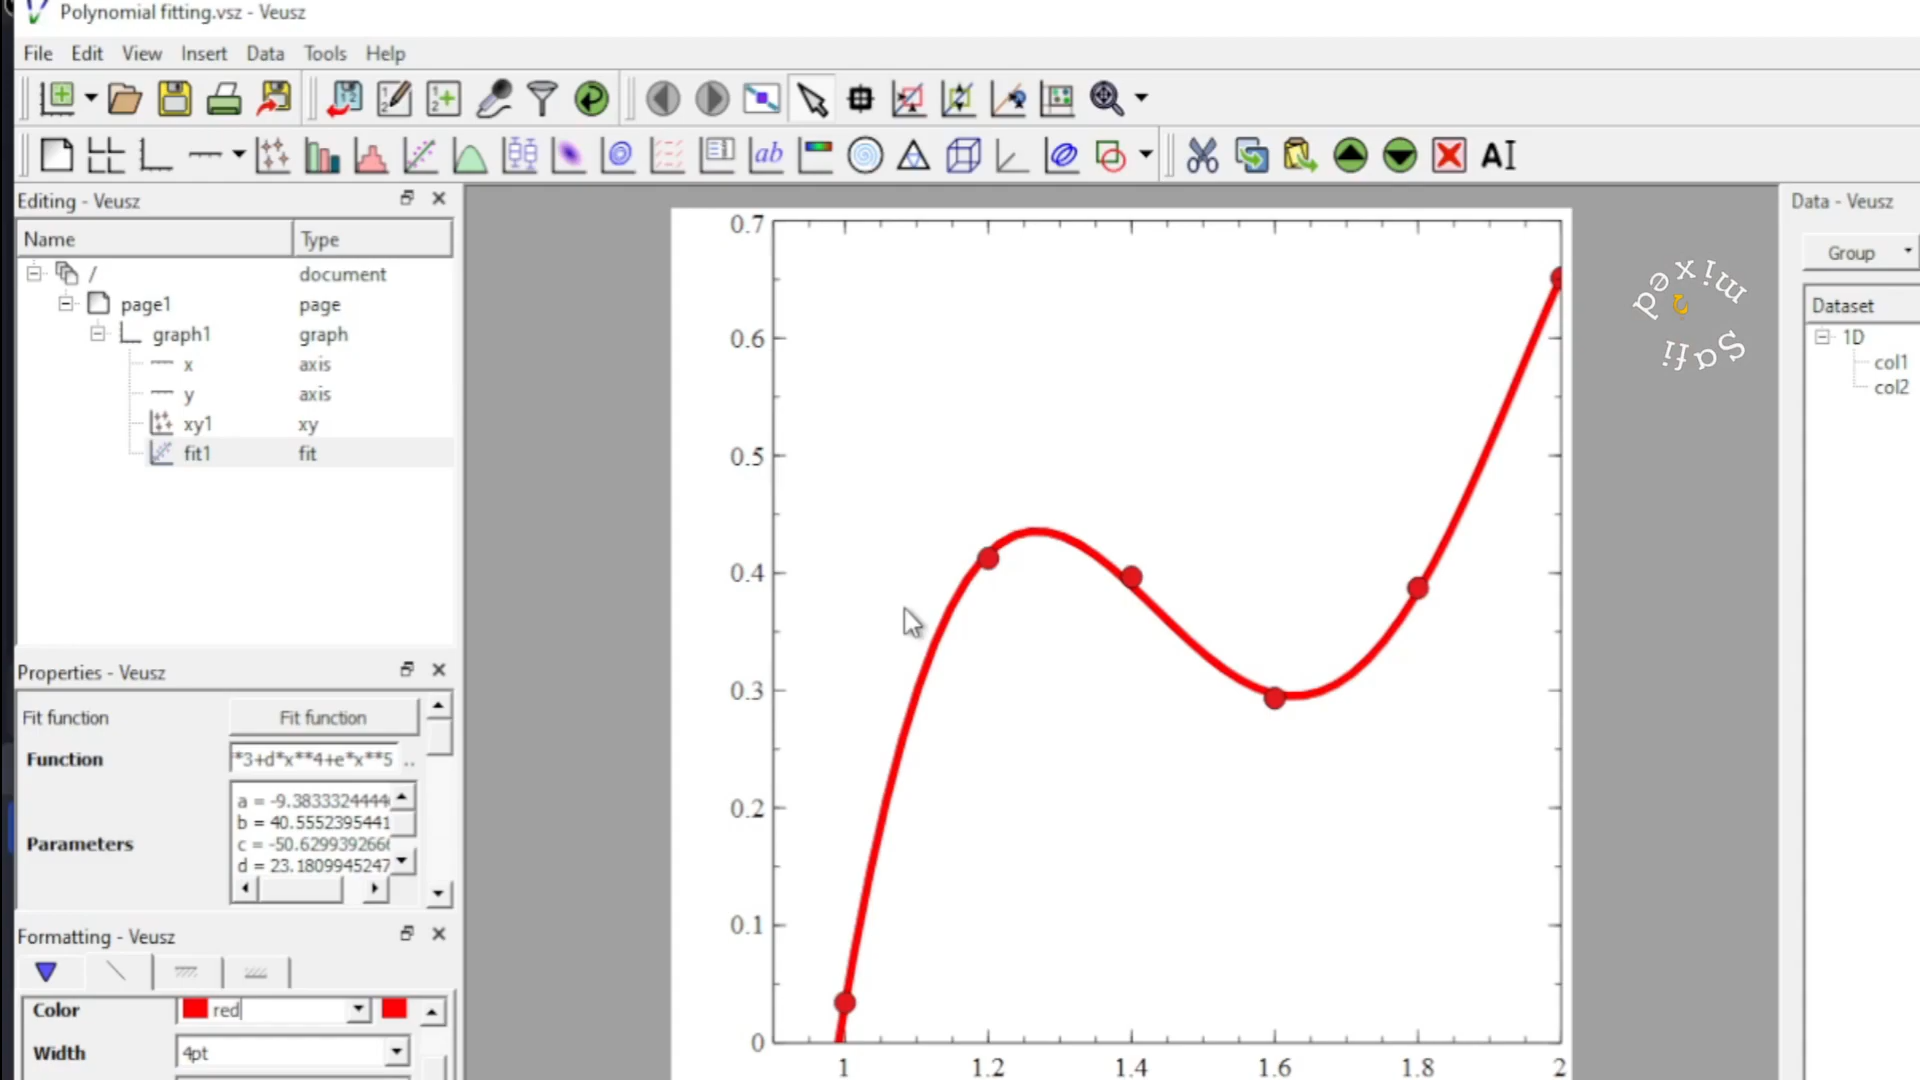 Polynomial fitting.vsz - Veusz
File Edit View Insert Data Tools Help
ab
AI
Editing - Veusz
Name Type
/ document
page1 page
graph1 graph
x axis
y axis
xy1 xy
fit1 fit
Properties - Veusz
Fit function Fit function
Function *3+d*x**4+e*x**5 ..
Parameters
a = -9.3833324444
b = 40.5552395441
c = -50.6299392666
d = 23.1809945247
Formatting - Veusz
Color red
Width 4pt
0.7
0.6
0.5
0.4
0.3
0.2
0.1
0
1 1.2 1.4 1.6 1.8 2
mixed
Safi
Data - Veusz
Group
Dataset
1D
col1
col2